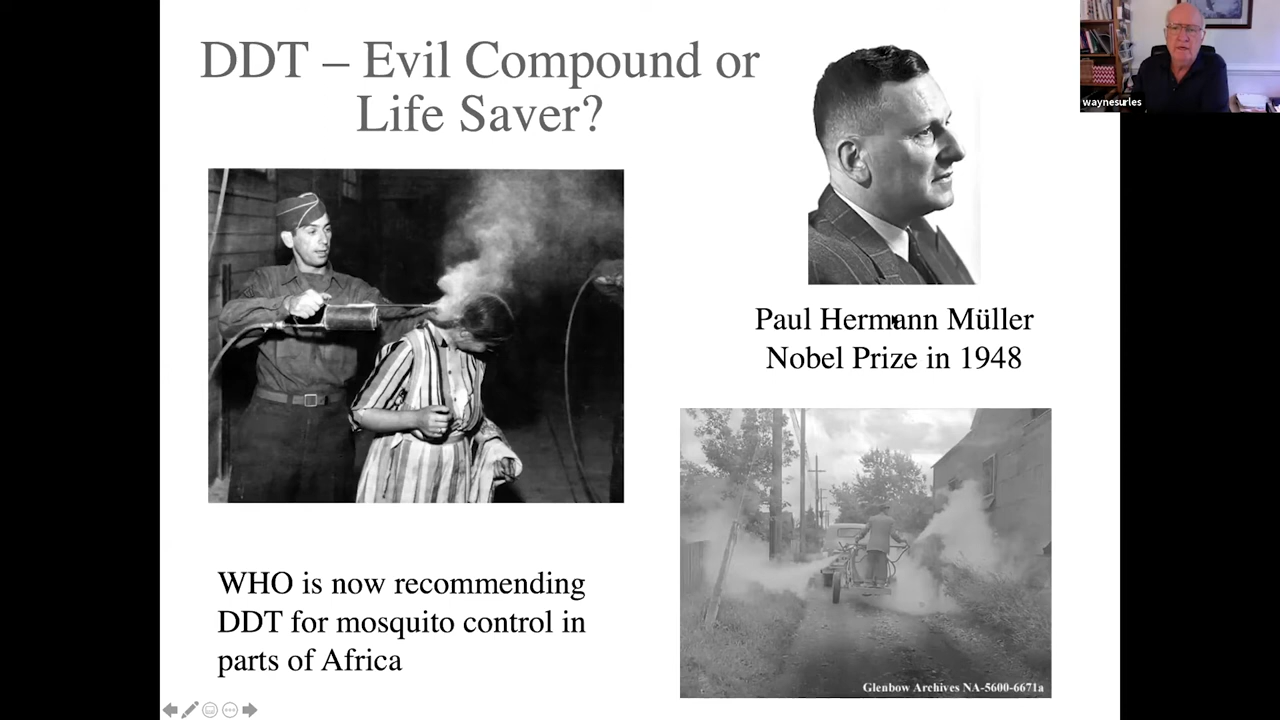 DDT – Evil Compound or
Life Saver?
waynesurles
Paul Hermann Müller
Nobel Prize in 1948
WHO is now recommending
DDT for mosquito control in
parts of Africa
Glenbow Archives NA-5600-6671a